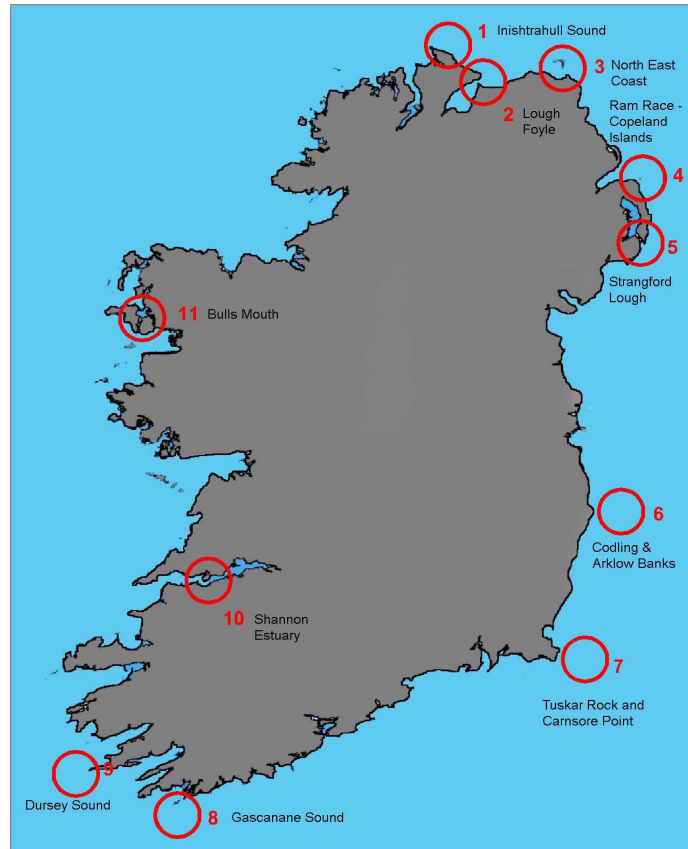 1 Inishtrahull Sound
3 North East
Coast
2 Lough
Foyle
Ram Race -
Copeland
Islands
4
5
Strangford
Lough
11 Bulls Mouth
6
Codling &
Arklow Banks
10 Shannon
Estuary
7
Tuskar Rock and
Carnsore Point
9
Dursey Sound
8 Gascanane Sound